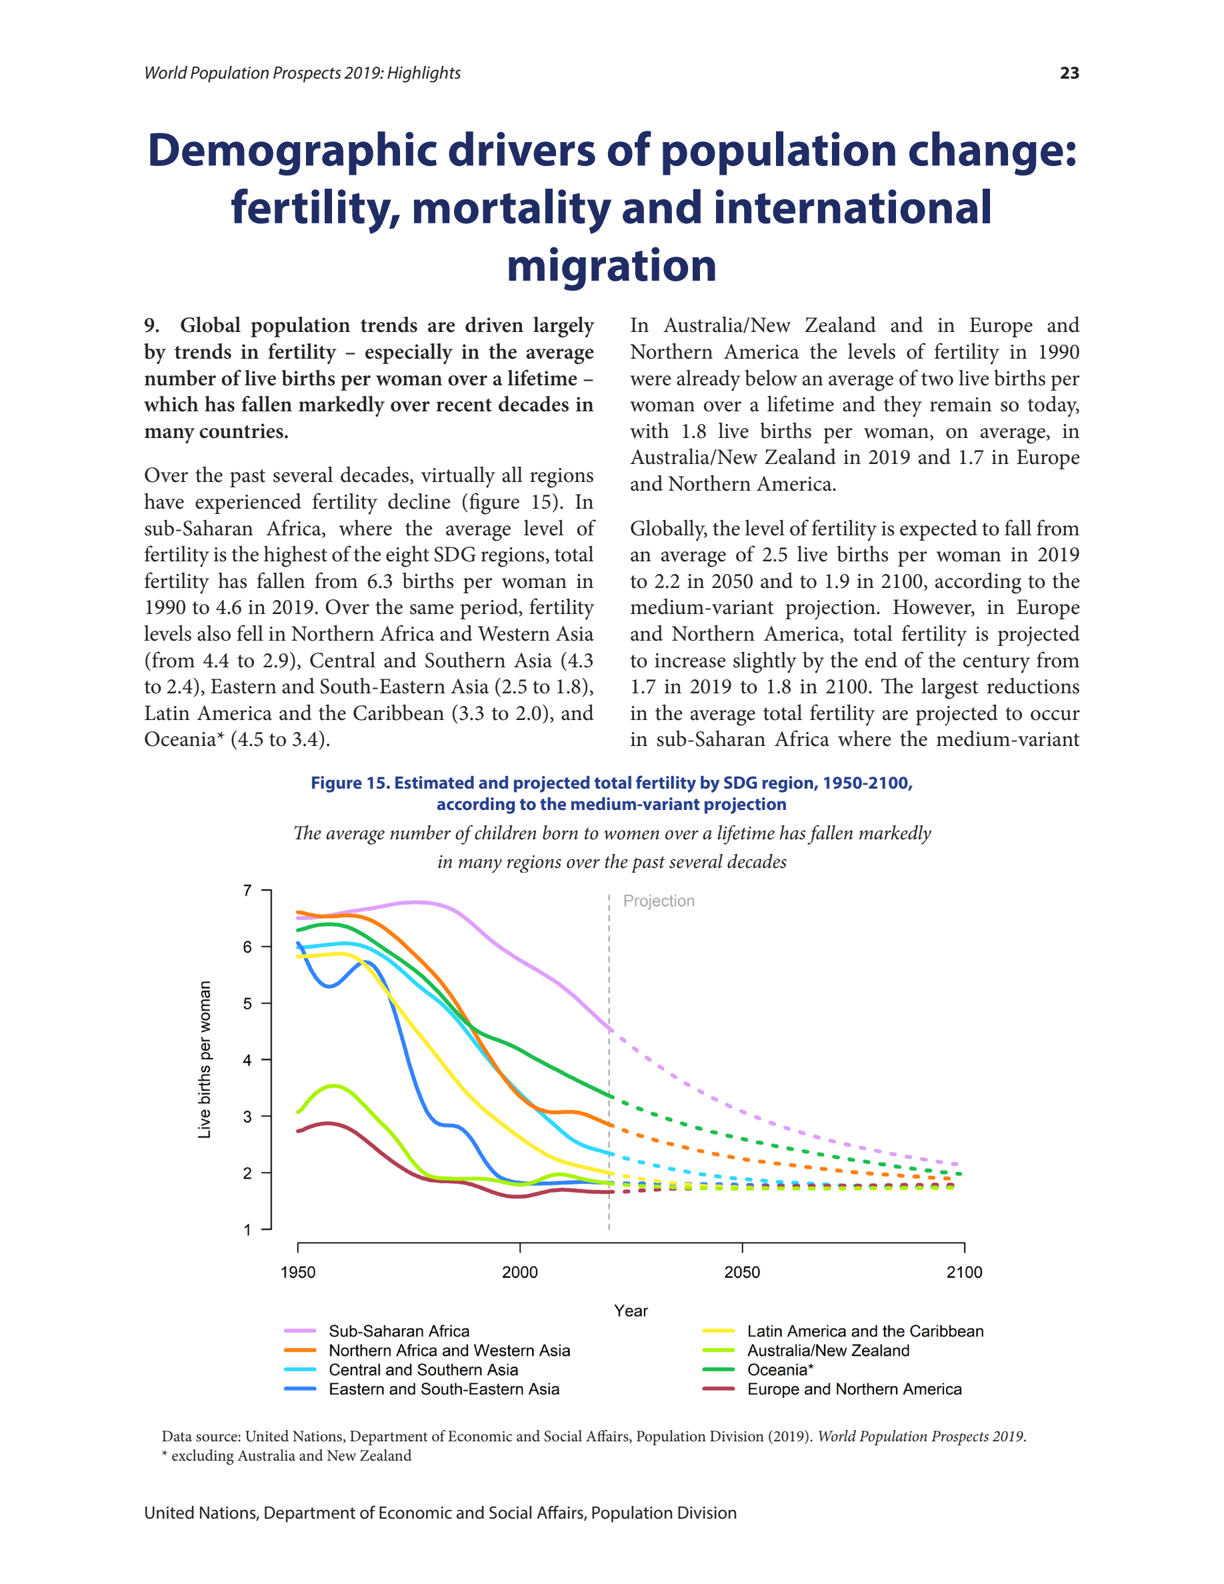 World Population Prospects 2019: Highlights
23
Demographic drivers of population change:
fertility, mortality and international
migration
9. Global population trends are driven largely
by trends in fertility – especially in the average
number of live births per woman over a lifetime –
which has fallen markedly over recent decades in
many countries.
Over the past several decades, virtually all regions
have experienced fertility decline (figure 15). In
sub-Saharan Africa, where the average level of
fertility is the highest of the eight SDG regions, total
fertility has fallen from 6.3 births per woman in
1990 to 4.6 in 2019. Over the same period, fertility
levels also fell in Northern Africa and Western Asia
(from 4.4 to 2.9), Central and Southern Asia (4.3
to 2.4), Eastern and South-Eastern Asia (2.5 to 1.8),
Latin America and the Caribbean (3.3 to 2.0), and
Oceania* (4.5 to 3.4).
In Australia/New Zealand and in Europe and
Northern America the levels of fertility in 1990
were already below an average of two live births per
woman over a lifetime and they remain so today,
with 1.8 live births per woman, on average, in
Australia/New Zealand in 2019 and 1.7 in Europe
and Northern America.
Globally, the level of fertility is expected to fall from
an average of 2.5 live births per woman in 2019
to 2.2 in 2050 and to 1.9 in 2100, according to the
medium-variant projection. However, in Europe
and Northern America, total fertility is projected
to increase slightly by the end of the century from
1.7 in 2019 to 1.8 in 2100. The largest reductions
in the average total fertility are projected to occur
in sub-Saharan Africa where the medium-variant
Figure 15. Estimated and projected total fertility by SDG region, 1950-2100,
according to the medium-variant projection
The average number of children born to women over a lifetime has fallen markedly
in many regions over the past several decades
Projection
7
6
5
4
3
2
1
Live births per woman
1950
2000
2050
2100
Year
Sub-Saharan Africa
Northern Africa and Western Asia
Central and Southern Asia
Eastern and South-Eastern Asia
Latin America and the Caribbean
Australia/New Zealand
Oceania*
Europe and Northern America
Data source: United Nations, Department of Economic and Social Affairs, Population Division (2019). World Population Prospects 2019.
* excluding Australia and New Zealand
United Nations, Department of Economic and Social Affairs, Population Division